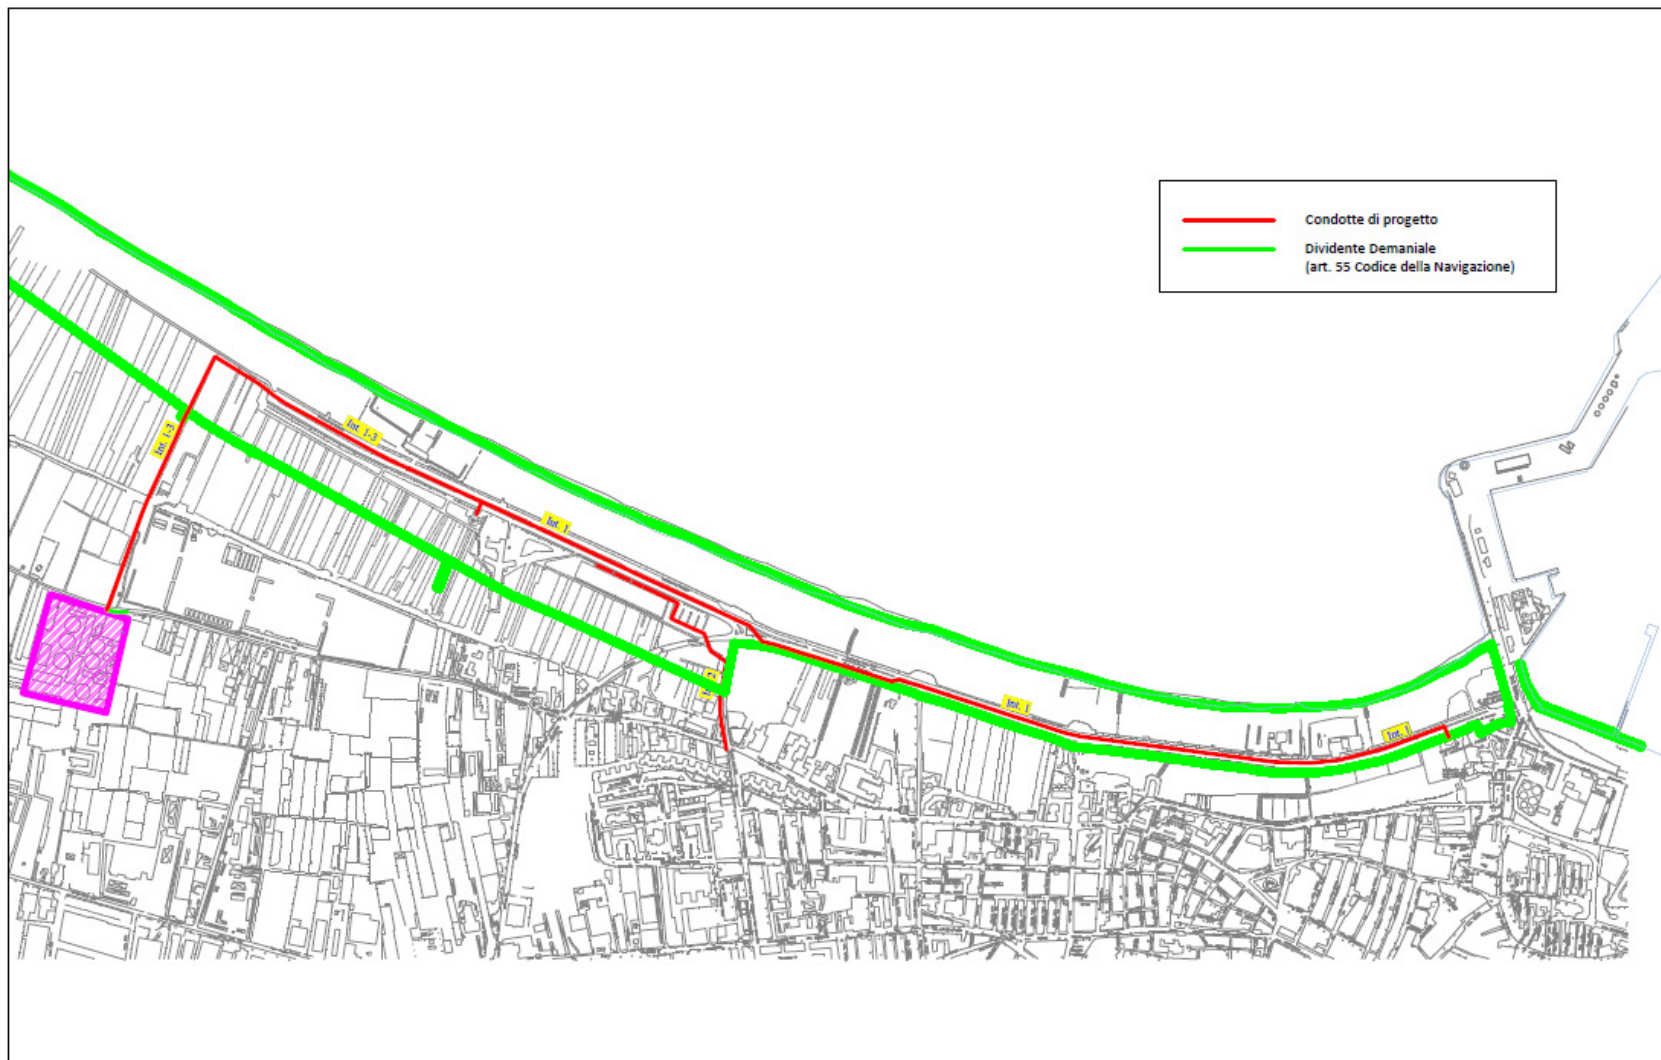 Condotte di progetto
Dividente Demaniale
(art. 55 Codice della Navigazione)
Int. 1-3
Int. 1-3
Int. 1
Int. 1
Int. 1